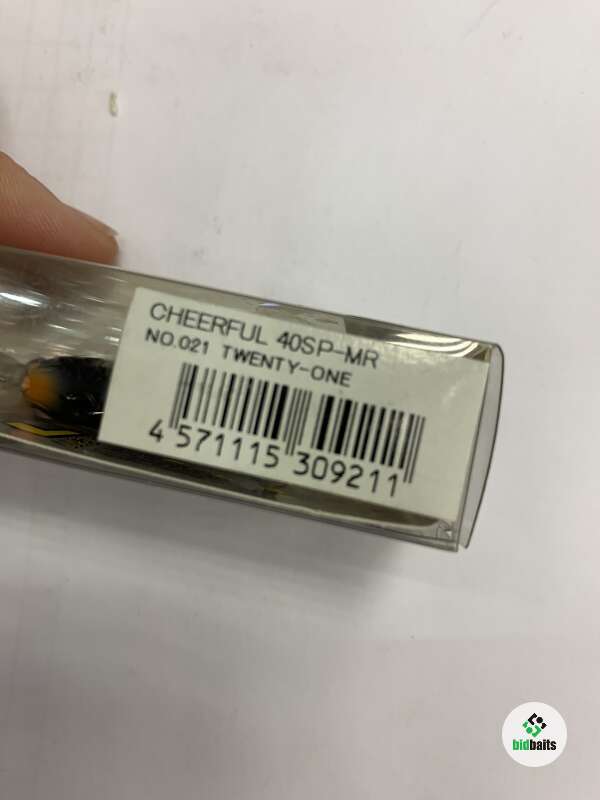 CHEERFUL 40SP-MR
NO.021 TWENTY-ONE
4 571115 309211
bidbaits